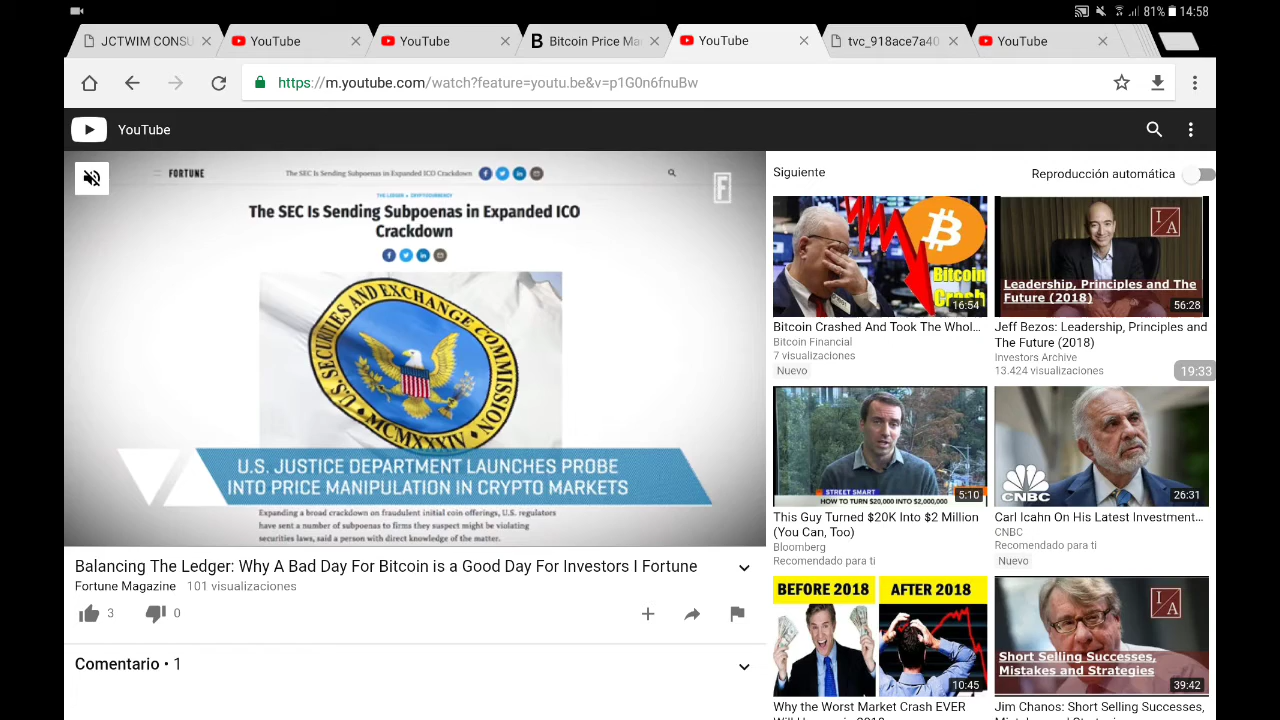 81% 14:58
JCTWIM CONSU
YouTube
YouTube
Bitcoin Price Ma
YouTube
tvc_918ace7a40
YouTube
https://m.youtube.com/watch?feature=youtu.be&v=p1G0n6fnuBw
YouTube
FORTUNE
The SEC Is Sending Subpoenas in Expanded ICO Crackdown
THE LEDGER • CRYPTOCURRENCY
The SEC Is Sending Subpoenas in Expanded ICO
Crackdown
U.S. SECURITIES AND EXCHANGE COMMISSION
MCMXXXIV
U.S. JUSTICE DEPARTMENT LAUNCHES PROBE
INTO PRICE MANIPULATION IN CRYPTO MARKETS
Expanding a broad crackdown on fraudulent initial coin offerings, U.S. regulators
have sent a number of subpoenas to firms they suspect might be violating
securities laws, said a person with direct knowledge of the matter.
Balancing The Ledger: Why A Bad Day For Bitcoin is a Good Day For Investors I Fortune
Fortune Magazine 101 visualizaciones
3 0
Comentario • 1
Siguiente
Reproducción automática
Bitcoin
Crash
16:54
Bitcoin Crashed And Took The Whol...
Bitcoin Financial
7 visualizaciones
Nuevo
I/A
Leadership, Principles and The
Future (2018)
56:28
Jeff Bezos: Leadership, Principles and
The Future (2018)
Investors Archive
13.424 visualizaciones
19:33
STREET SMART
HOW TO TURN $20,000 INTO $2,000,000
5:10
This Guy Turned $20K Into $2 Million
(You Can, Too)
Bloomberg
Recomendado para ti
CNBC
26:31
Carl Icahn On His Latest Investment...
CNBC
Recomendado para ti
Nuevo
BEFORE 2018
AFTER 2018
10:45
Why the Worst Market Crash EVER
I/A
Short Selling Successes,
Mistakes and Strategies
39:42
Jim Chanos: Short Selling Successes,